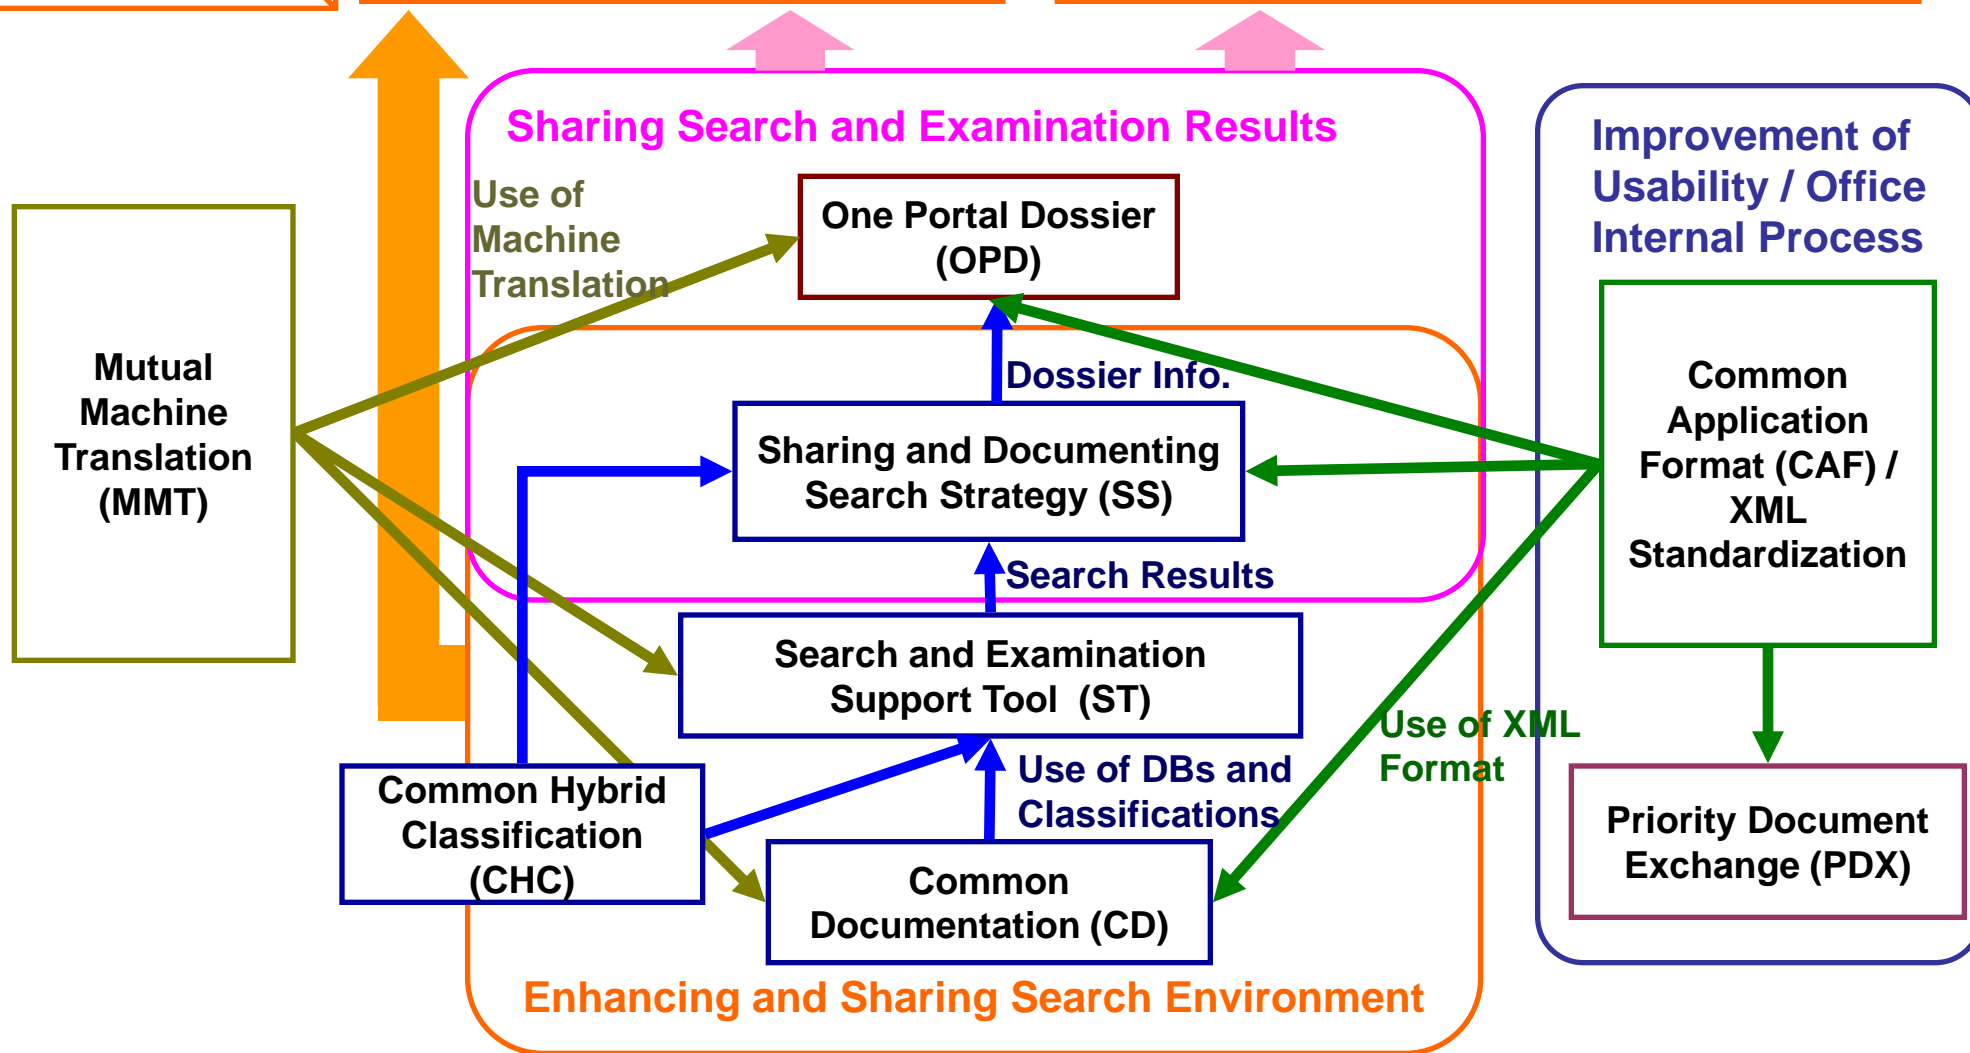 Sharing Search and Examination Results
Improvement of
Usability / Office
Internal Process
Use of
Machine
Translation
One Portal Dossier
(OPD)
Mutual
Machine
Translation
(MMT)
Dossier Info.
Common
Application
Format (CAF) /
XML
Standardization
Sharing and Documenting
Search Strategy (SS)
Search Results
Search and Examination
Support Tool  (ST)
Use of XML
Format
Use of DBs and
Classifications
Common Hybrid
Classification
(CHC)
Priority Document
Exchange (PDX)
Common
Documentation (CD)
Enhancing and Sharing Search Environment